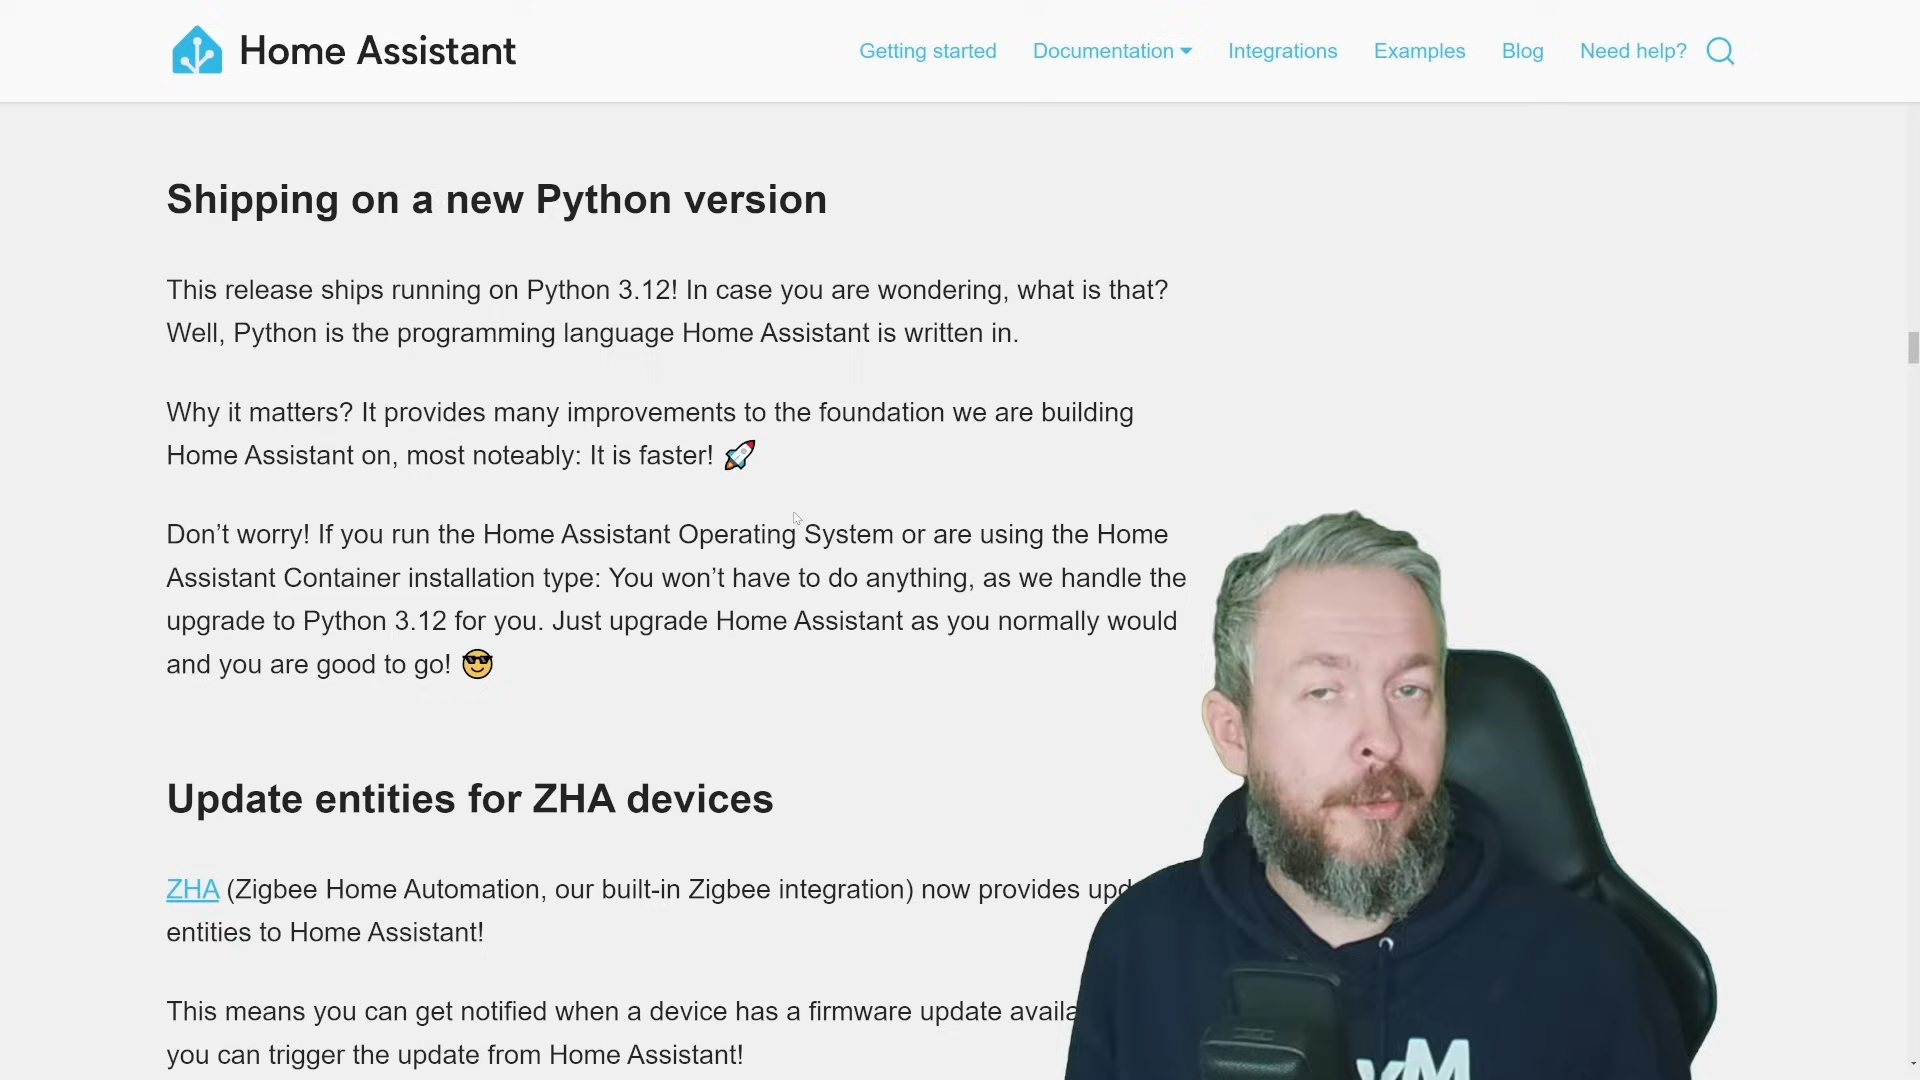 Home Assistant
Getting started Documentation Integrations Examples Blog Need help?
Shipping on a new Python version
This release ships running on Python 3.12! In case you are wondering, what is that?
Well, Python is the programming language Home Assistant is written in.
Why it matters? It provides many improvements to the foundation we are building
Home Assistant on, most noteably: It is faster! 🚀
Don’t worry! If you run the Home Assistant Operating System or are using the Home
Assistant Container installation type: You won’t have to do anything, as we handle the
upgrade to Python 3.12 for you. Just upgrade Home Assistant as you normally would
and you are good to go! 😎
Update entities for ZHA devices
ZHA (Zigbee Home Automation, our built-in Zigbee integration) now provides
entities to Home Assistant!
This means you can get notified when a device has a firmware update
you can trigger the update from Home Assistant!